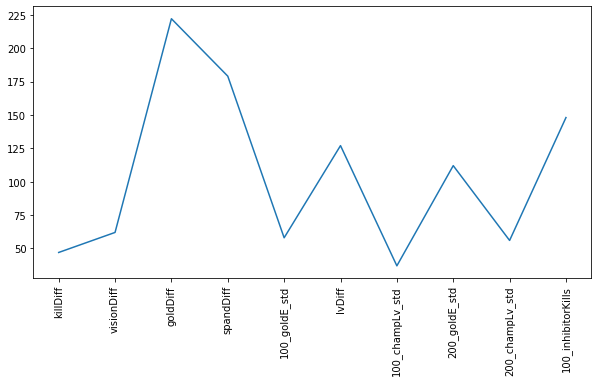 225
200
175
150
125
100
75
50
killDiff
visionDiff
goldDiff
spandDiff
100_goldE_std
lvDiff
100_champLv_std
200_goldE_std
200_champLv_std
100_inhibitorKills